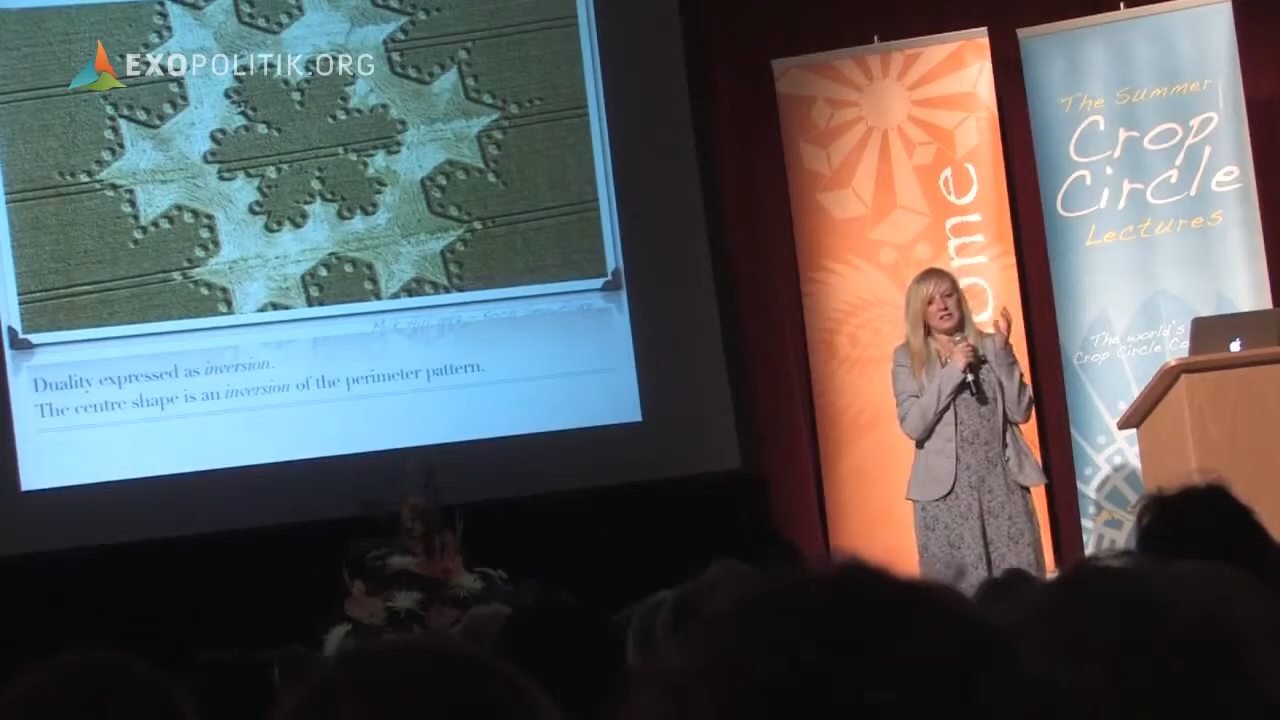 EXOPOLITIK.ORG
Duality expressed as inversion.
The centre shape is an inversion of the perimeter pattern.
ome
The Summer
Crop
Circle
Lectures
The world's
Crop Circle Co